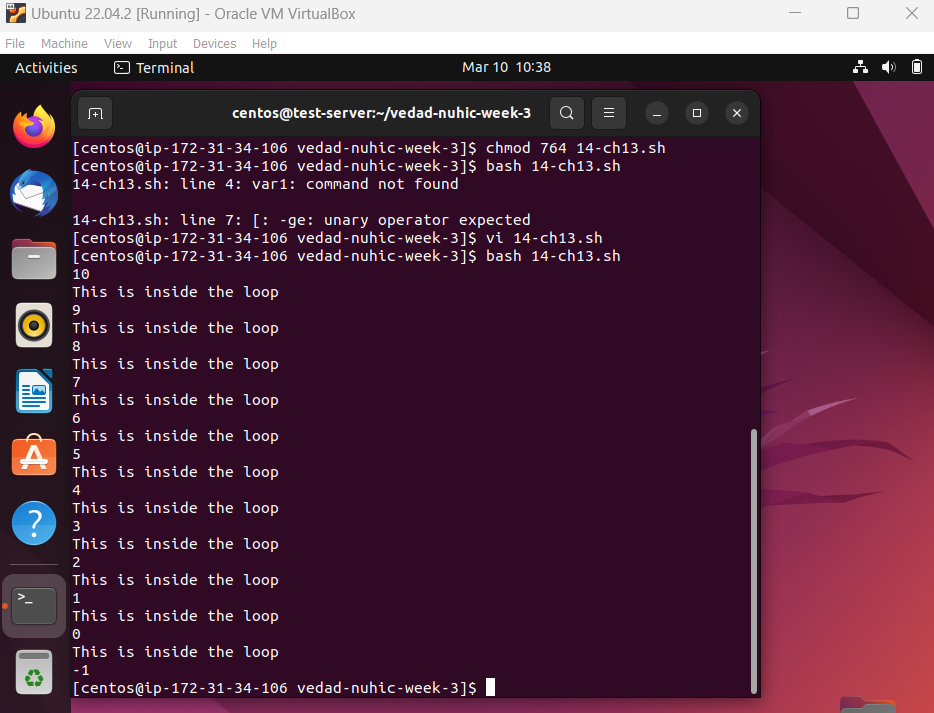 Ubuntu 22.04.2 [Running] - Oracle VM VirtualBox
File Machine View Input Devices Help
Activities Terminal Mar 10 10:38
centos@test-server:~/vedad-nuhic-week-3
[centos@ip-172-31-34-106 vedad-nuhic-week-3]$ chmod 764 14-ch13.sh
[centos@ip-172-31-34-106 vedad-nuhic-week-3]$ bash 14-ch13.sh
14-ch13.sh: line 4: var1: command not found
14-ch13.sh: line 7: [: -ge: unary operator expected
[centos@ip-172-31-34-106 vedad-nuhic-week-3]$ vi 14-ch13.sh
[centos@ip-172-31-34-106 vedad-nuhic-week-3]$ bash 14-ch13.sh
10
This is inside the loop
9
This is inside the loop
8
This is inside the loop
7
This is inside the loop
6
This is inside the loop
5
This is inside the loop
4
This is inside the loop
3
This is inside the loop
2
This is inside the loop
1
This is inside the loop
0
This is inside the loop
-1
[centos@ip-172-31-34-106 vedad-nuhic-week-3]$